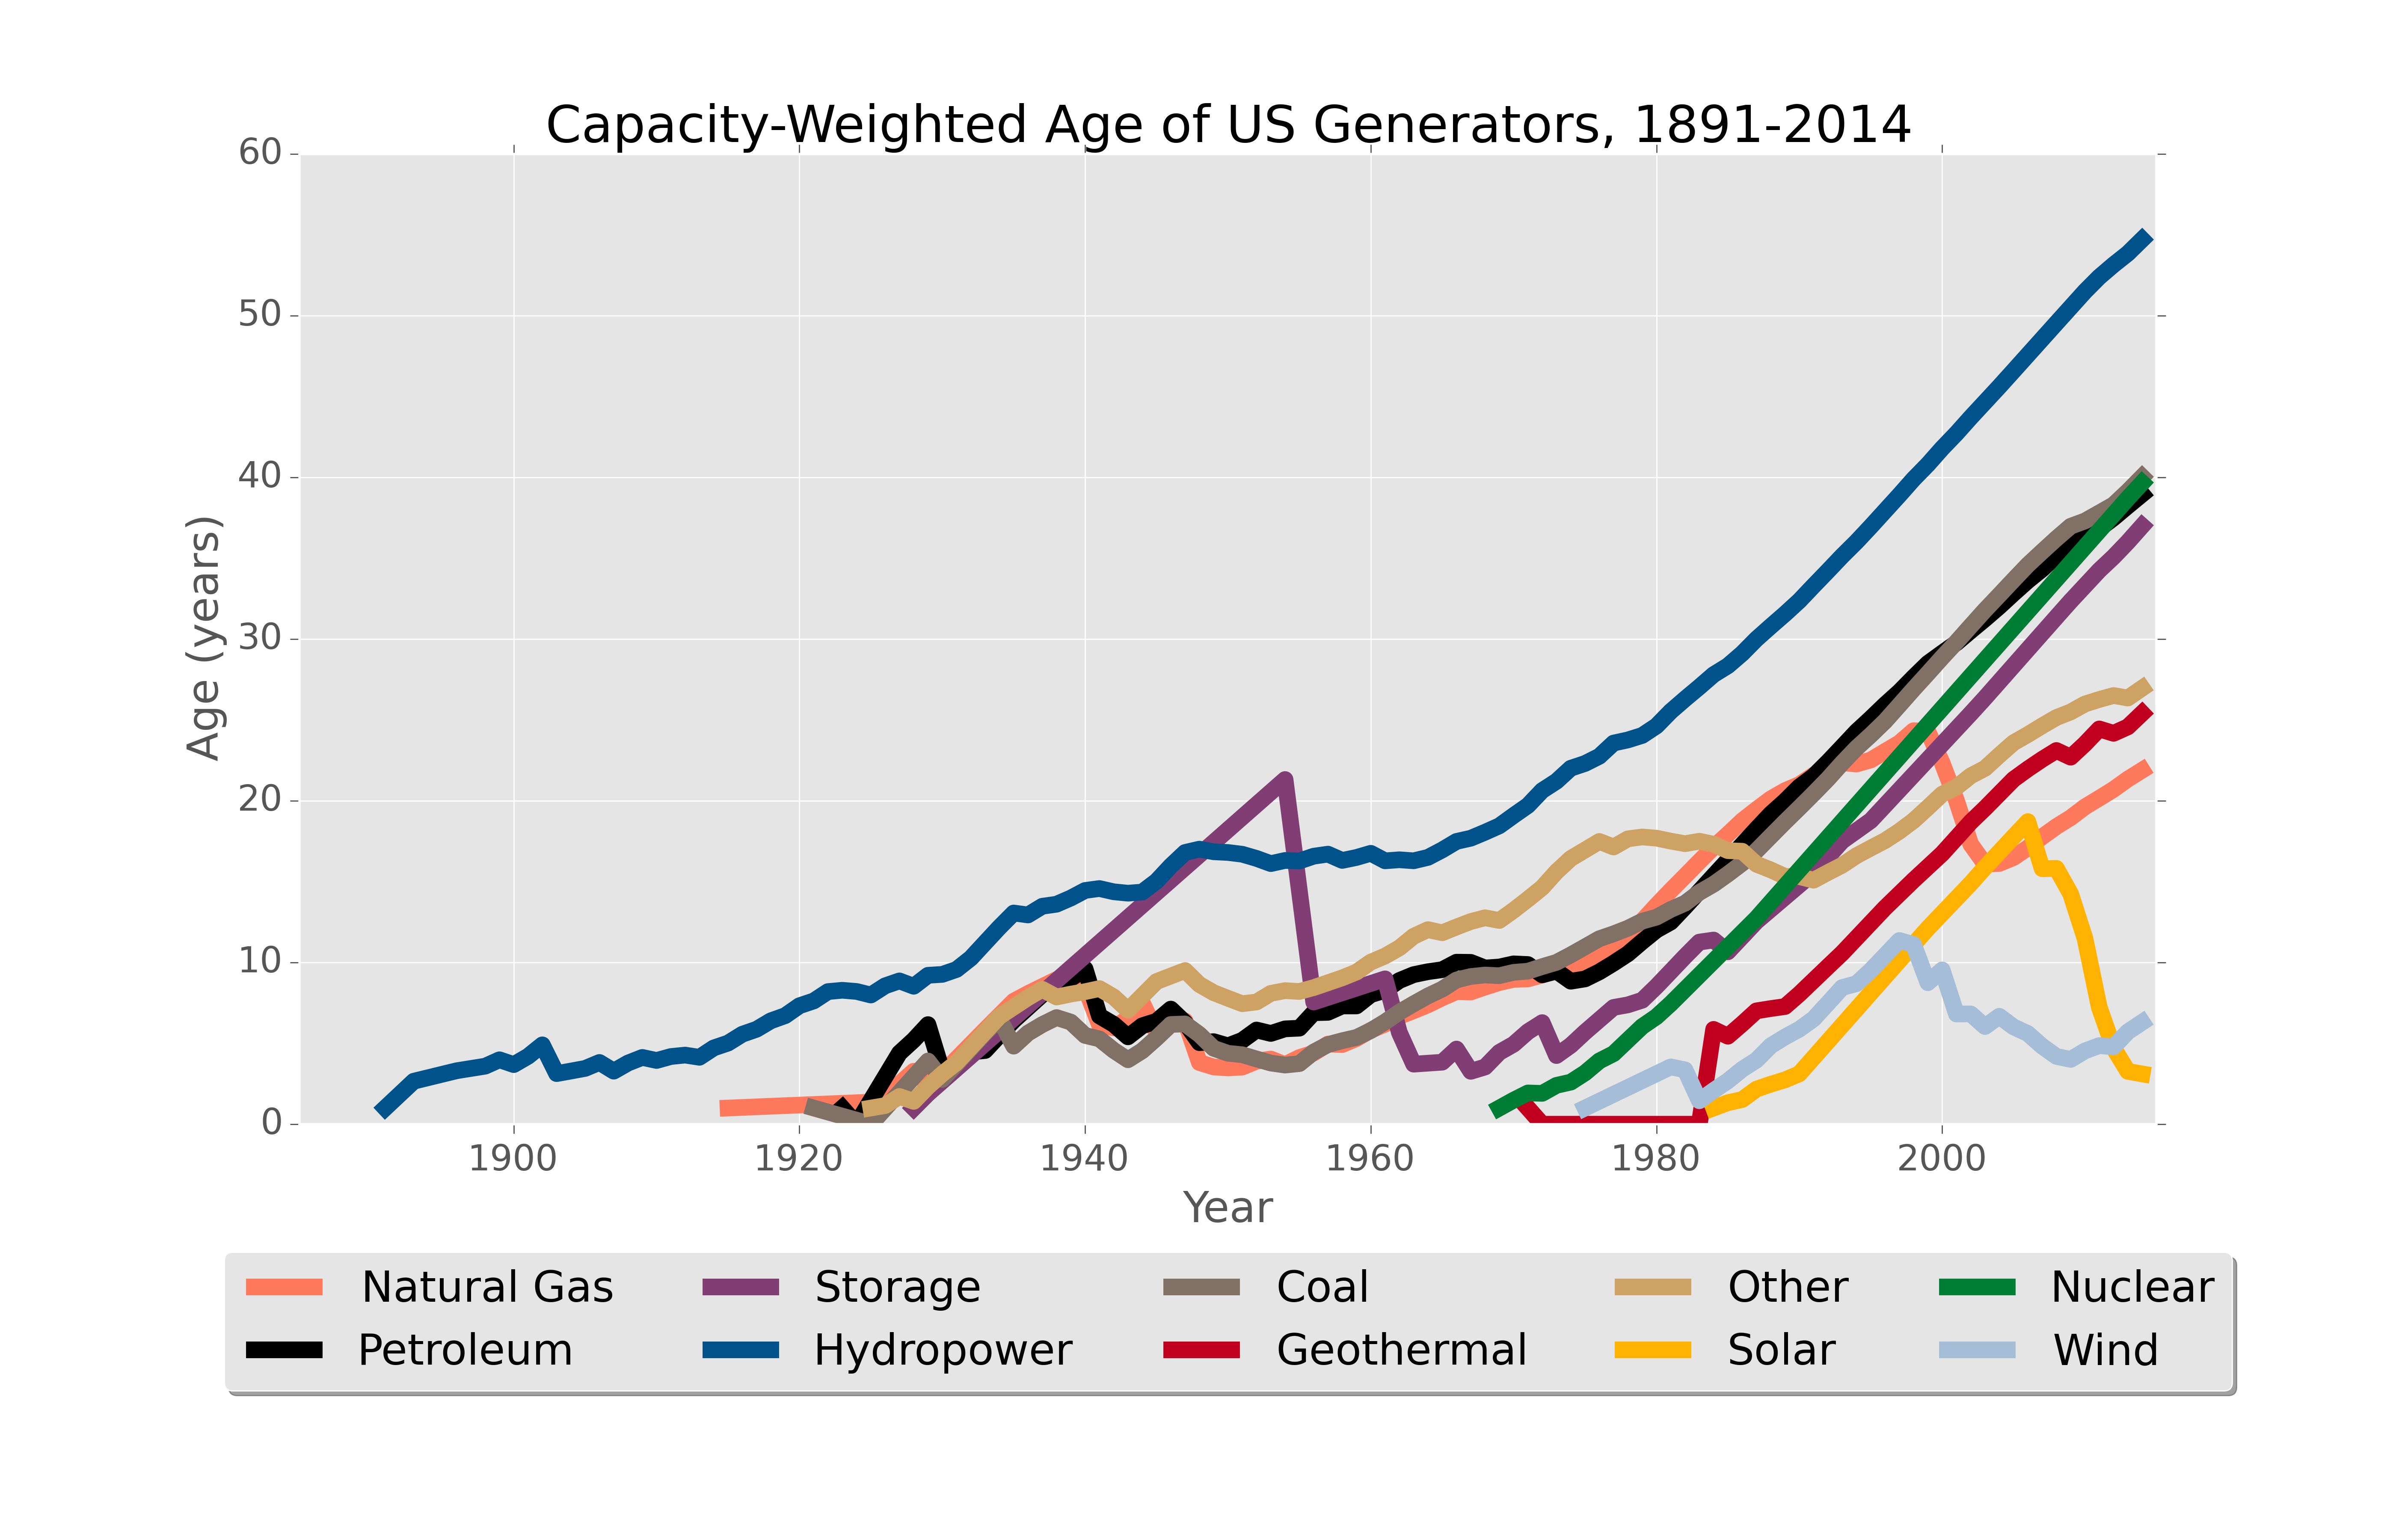 Capacity-Weighted Age of US Generators, 1891-2014
60
50
40
30
20
10
0
Age (years)
1900 1920 1940 1960 1980 2000
Year
Natural Gas Storage Coal Other Nuclear
Petroleum Hydropower Geothermal Solar Wind